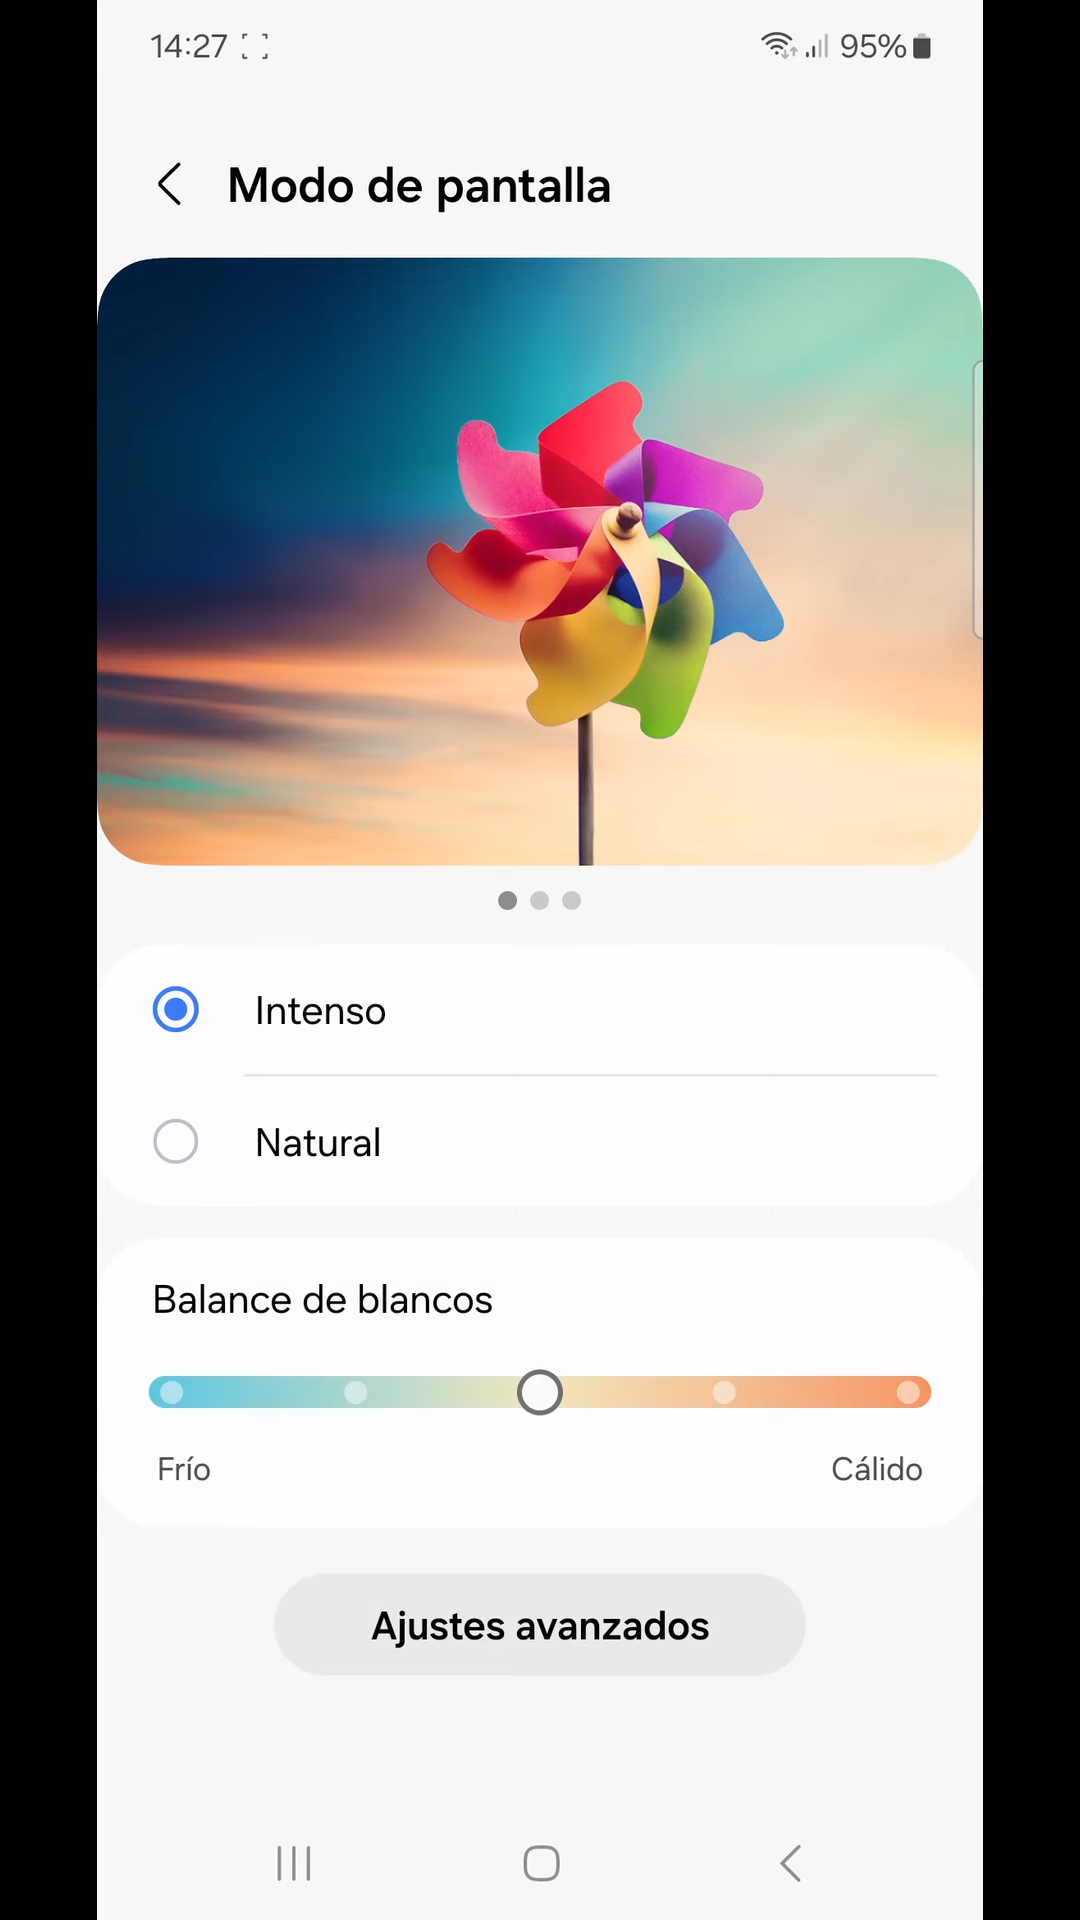 14:27 95%
Modo de pantalla
Intenso
Natural
Balance de blancos
Frío Cálido
Ajustes avanzados